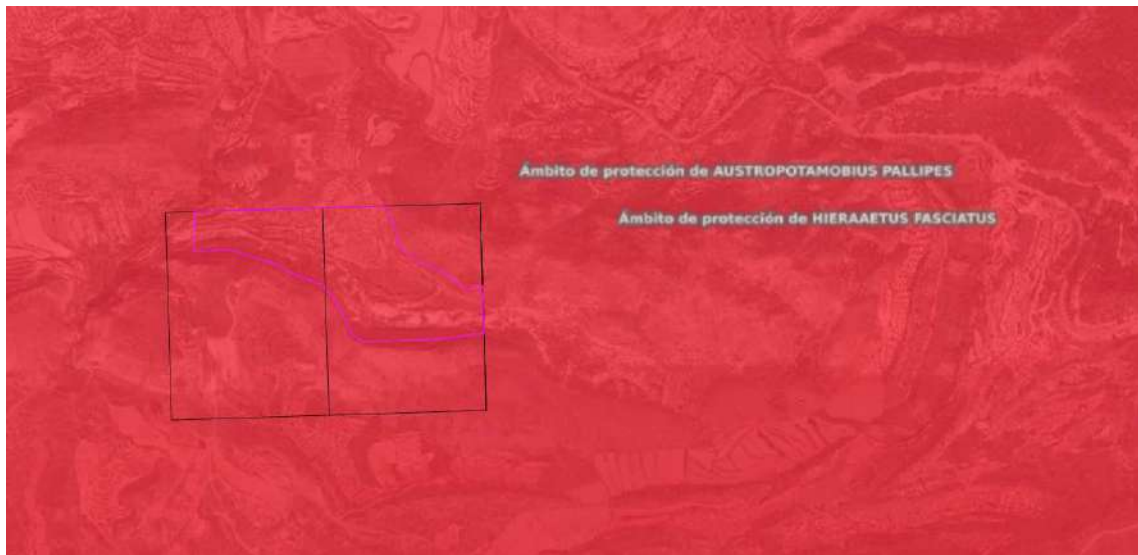 Ámbito de protección de AUSTROPOTAMOBIUS PALLIPES
Ámbito de protección de HIERAAETUS FASCIATUS